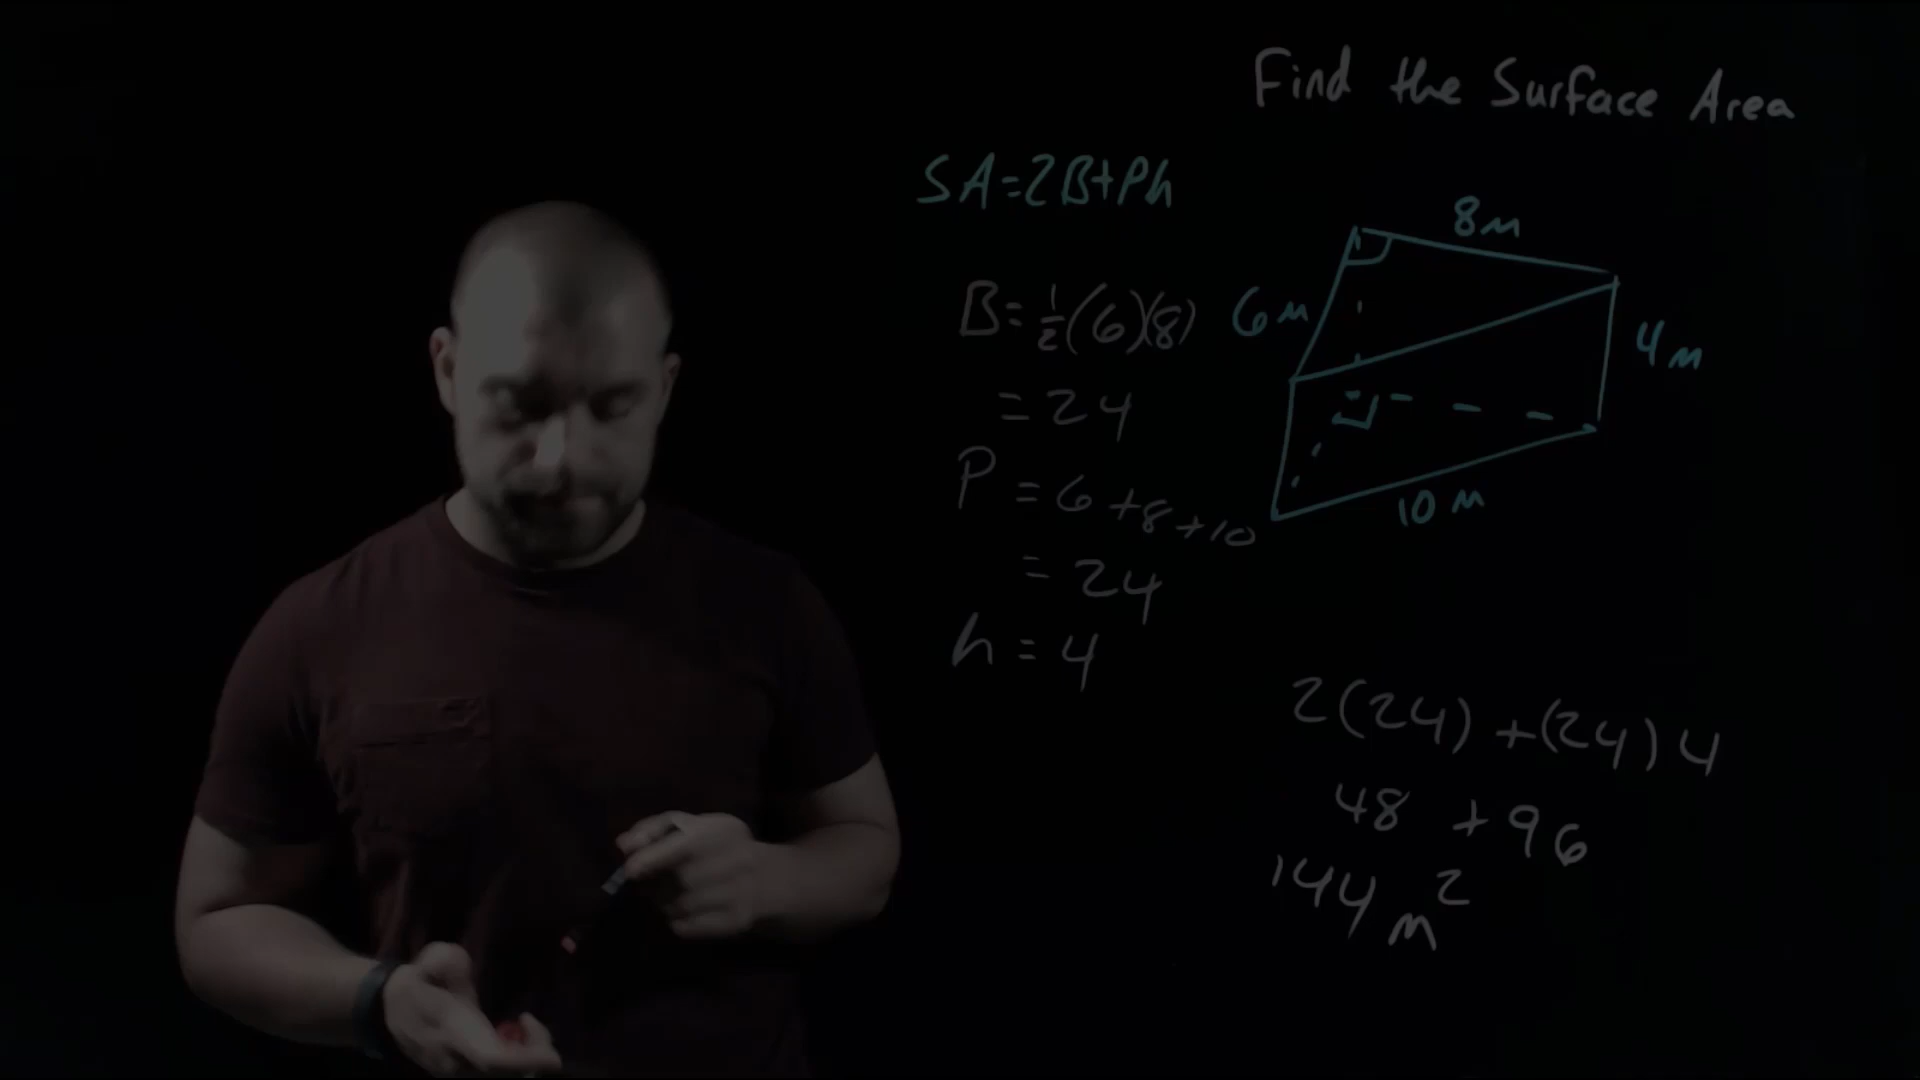 Find the Surface Area
SA=2B+Ph
8m
B=½(6)(8)
6m
4m
=24
P=6+8+10
10m
=24
h=4
2(24)+(24)4
48+96
144m²